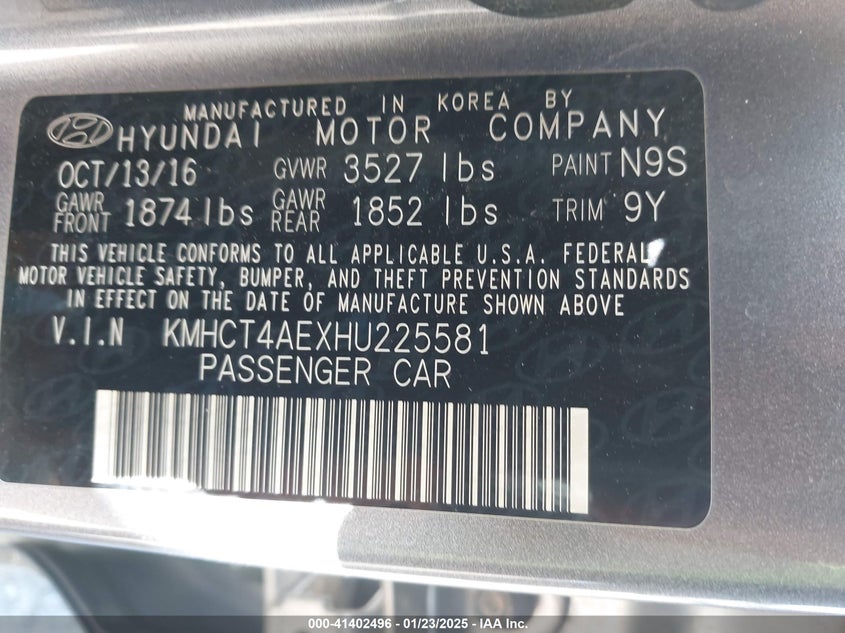 MANUFACTURED IN KOREA BY
HYUNDAI MOTOR COMPANY
OCT/13/16 GVWR 3527 lbs PAINT N9S
GAWR FRONT 1874 lbs GAWR REAR 1852 lbs TRIM 9Y
THIS VEHICLE CONFORMS TO ALL APPLICABLE U.S.A. FEDERAL
MOTOR VEHICLE SAFETY, BUMPER, AND THEFT PREVENTION STANDARDS
IN EFFECT ON THE DATE OF MANUFACTURE SHOWN ABOVE
V.I.N KMHCT4AEXHU225581
PASSENGER CAR
000-41402496 - 01/23/2025 - IAA Inc.